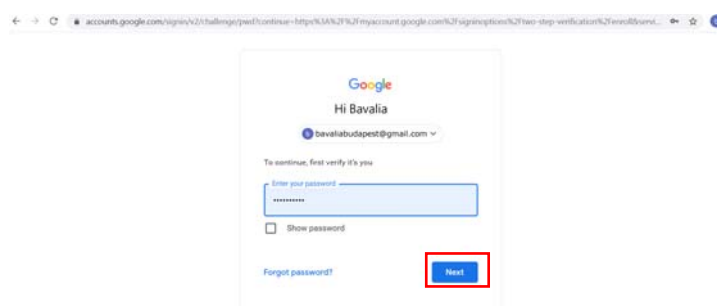 accounts.google.com/signin/v2/challenge/pwd?continue=https%3A%2F%2Fmyaccount.google.com%2Fsigninoptions%2Ftwo-step-verification%2Fenroll&servi...
Google
Hi Bavalia
bavaliabudapest@gmail.com
To continue, first verify it's you
Enter your password
••••••••••
Show password
Forgot password?
Next